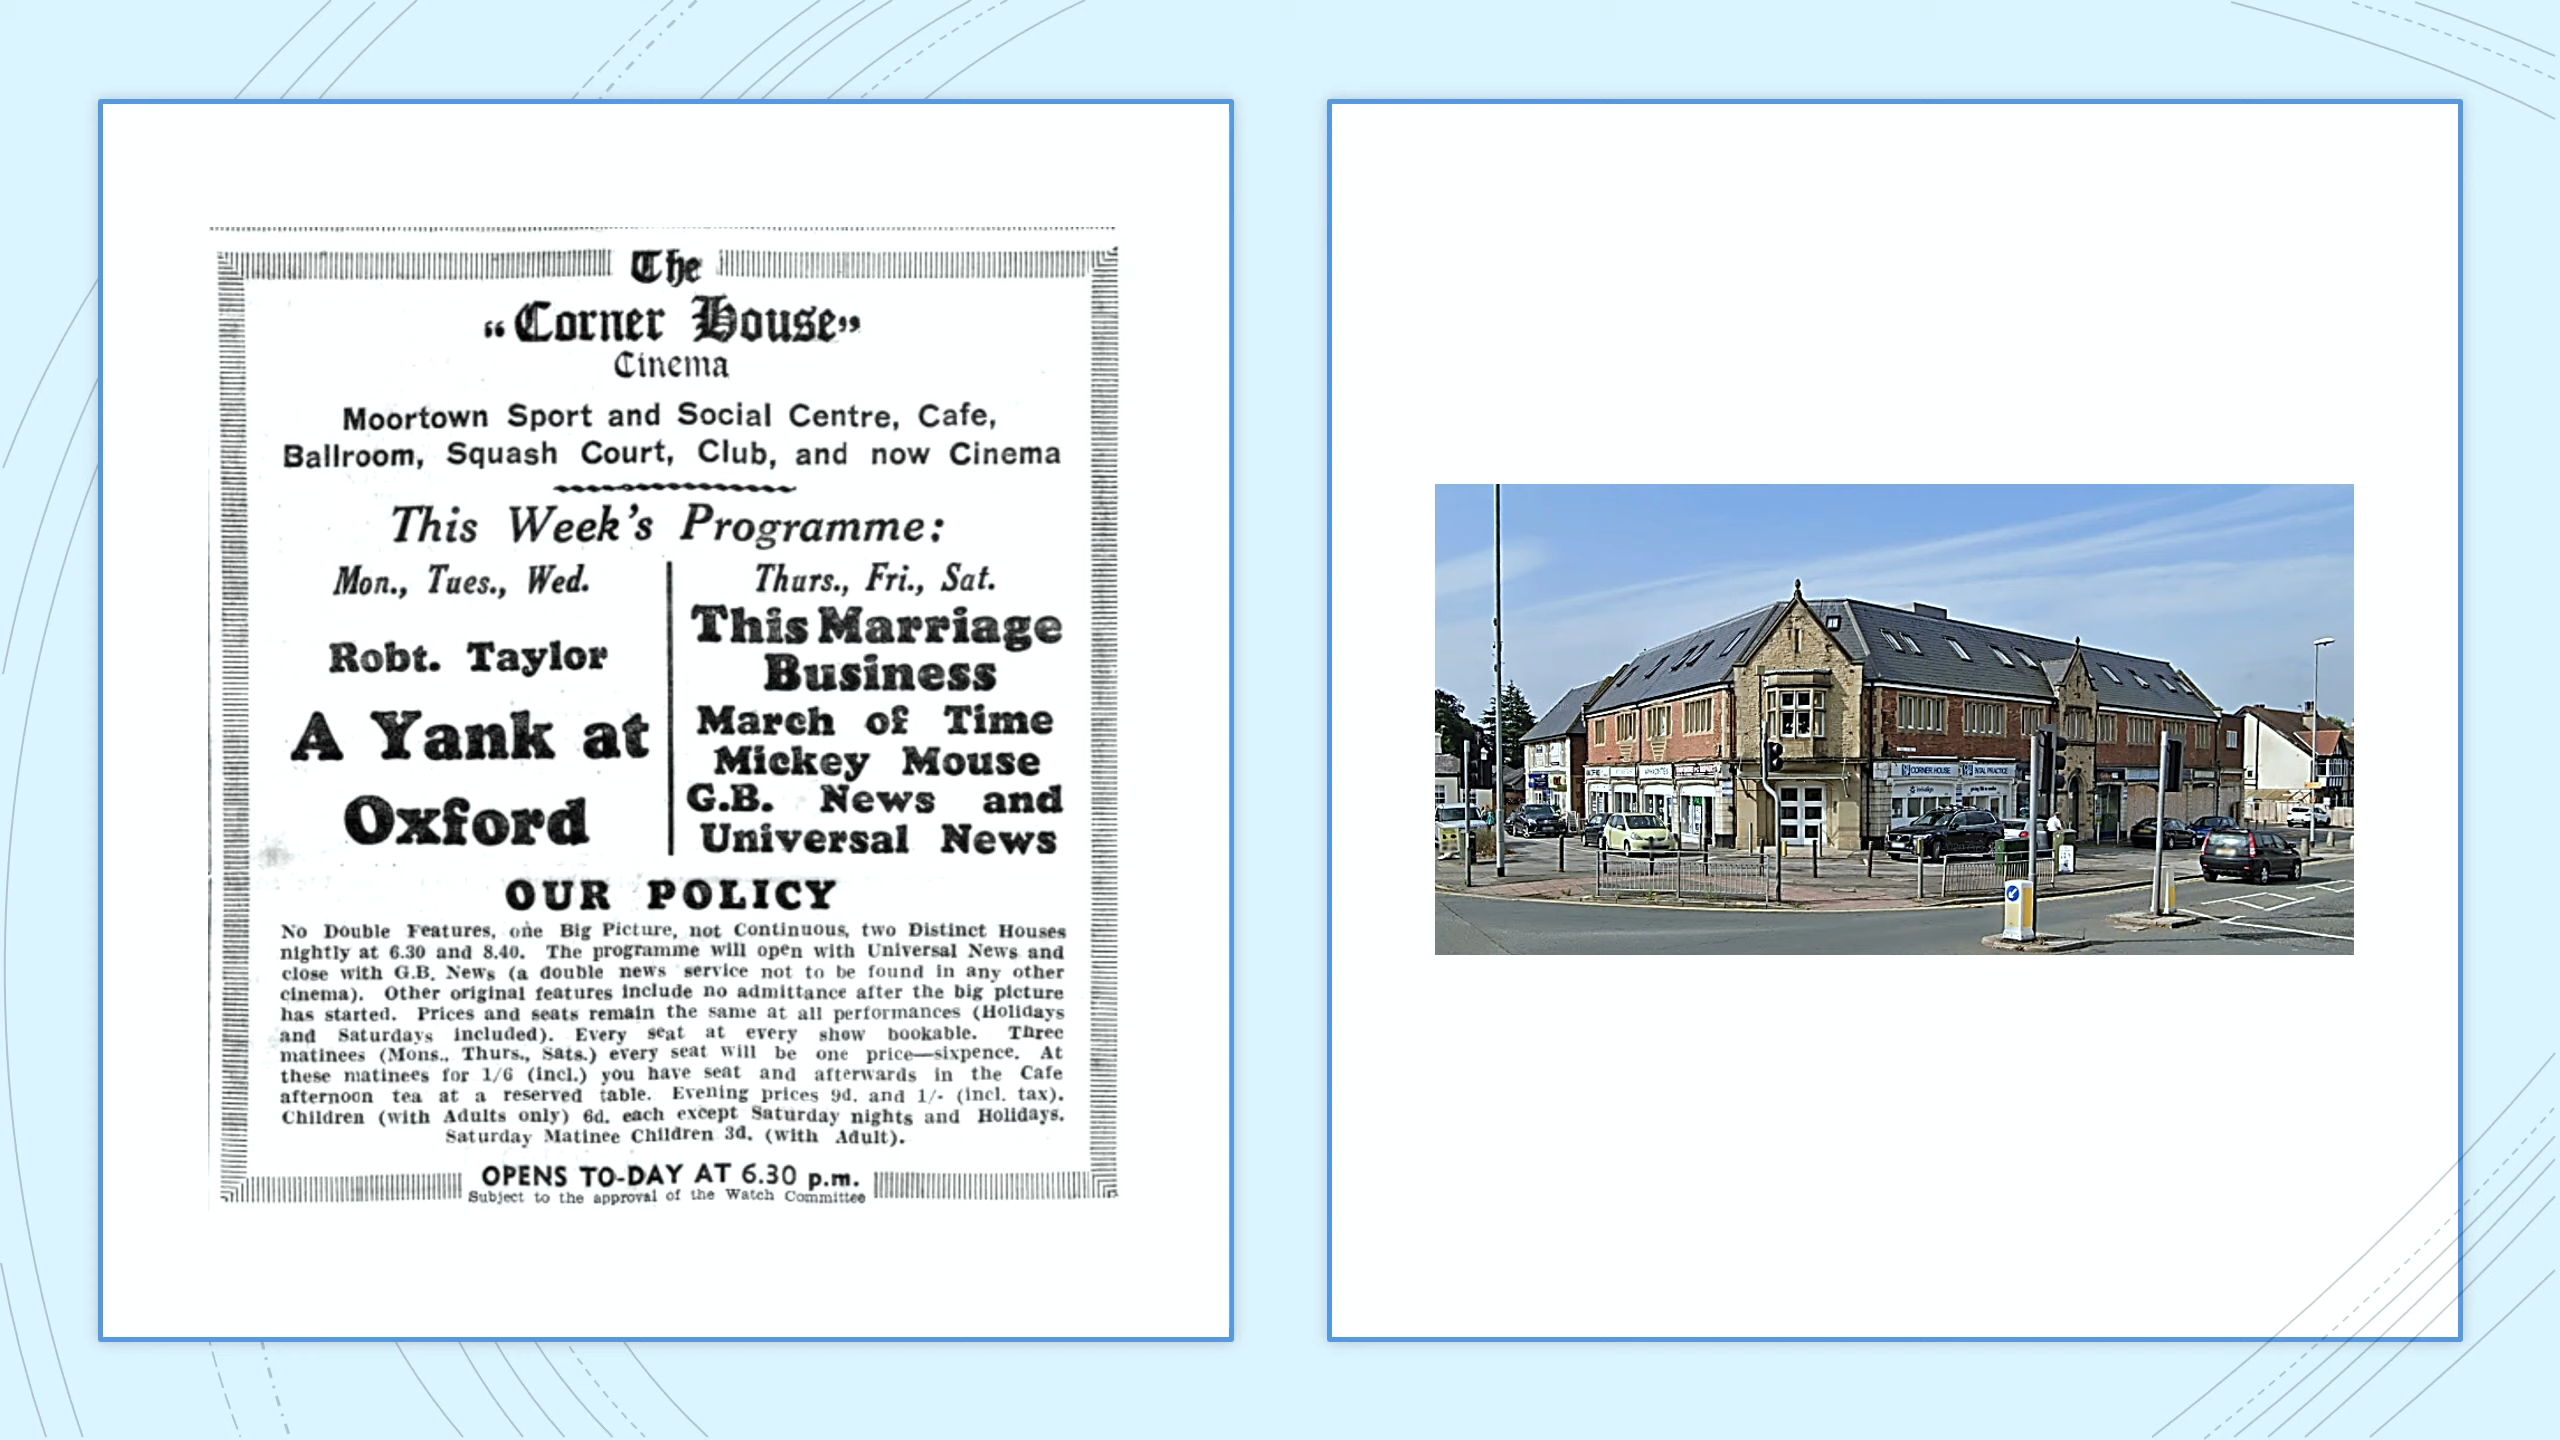 The
“Corner House”
Cinema
Moortown Sport and Social Centre, Cafe,
Ballroom, Squash Court, Club, and now Cinema
This Week's Programme:
Mon., Tues., Wed.
Robt. Taylor
A Yank at
Oxford
Thurs., Fri., Sat.
This Marriage
Business
March of Time
Mickey Mouse
G.B. News and
Universal News
OUR POLICY
No Double Features, one Big Picture, not Continuous, two Distinct Houses
nightly at 6.30 and 8.40. The programme will open with Universal News and
close with G.B. News (a double news service not to be found in any other
cinema). Other original features include no admittance after the big picture
has started. Prices and seats remain the same at all performances (Holidays
and Saturdays included). Every seat at every show bookable. Three
matinees (Mons., Thurs., Sats.) every seat will be one price—sixpence. At
these matinees for 1/6 (incl.) you have seat and afterwards in the Cafe
afternoon tea at a reserved table. Evening prices 9d. and 1/- (incl. tax).
Children (with Adults only) 6d. each except Saturday nights and Holidays.
Saturday Matinee Children 3d. (with Adult).
OPENS TO-DAY AT 6.30 p.m.
Subject to the approval of the Watch Committee
CORNER HOUSE
PRACTICE